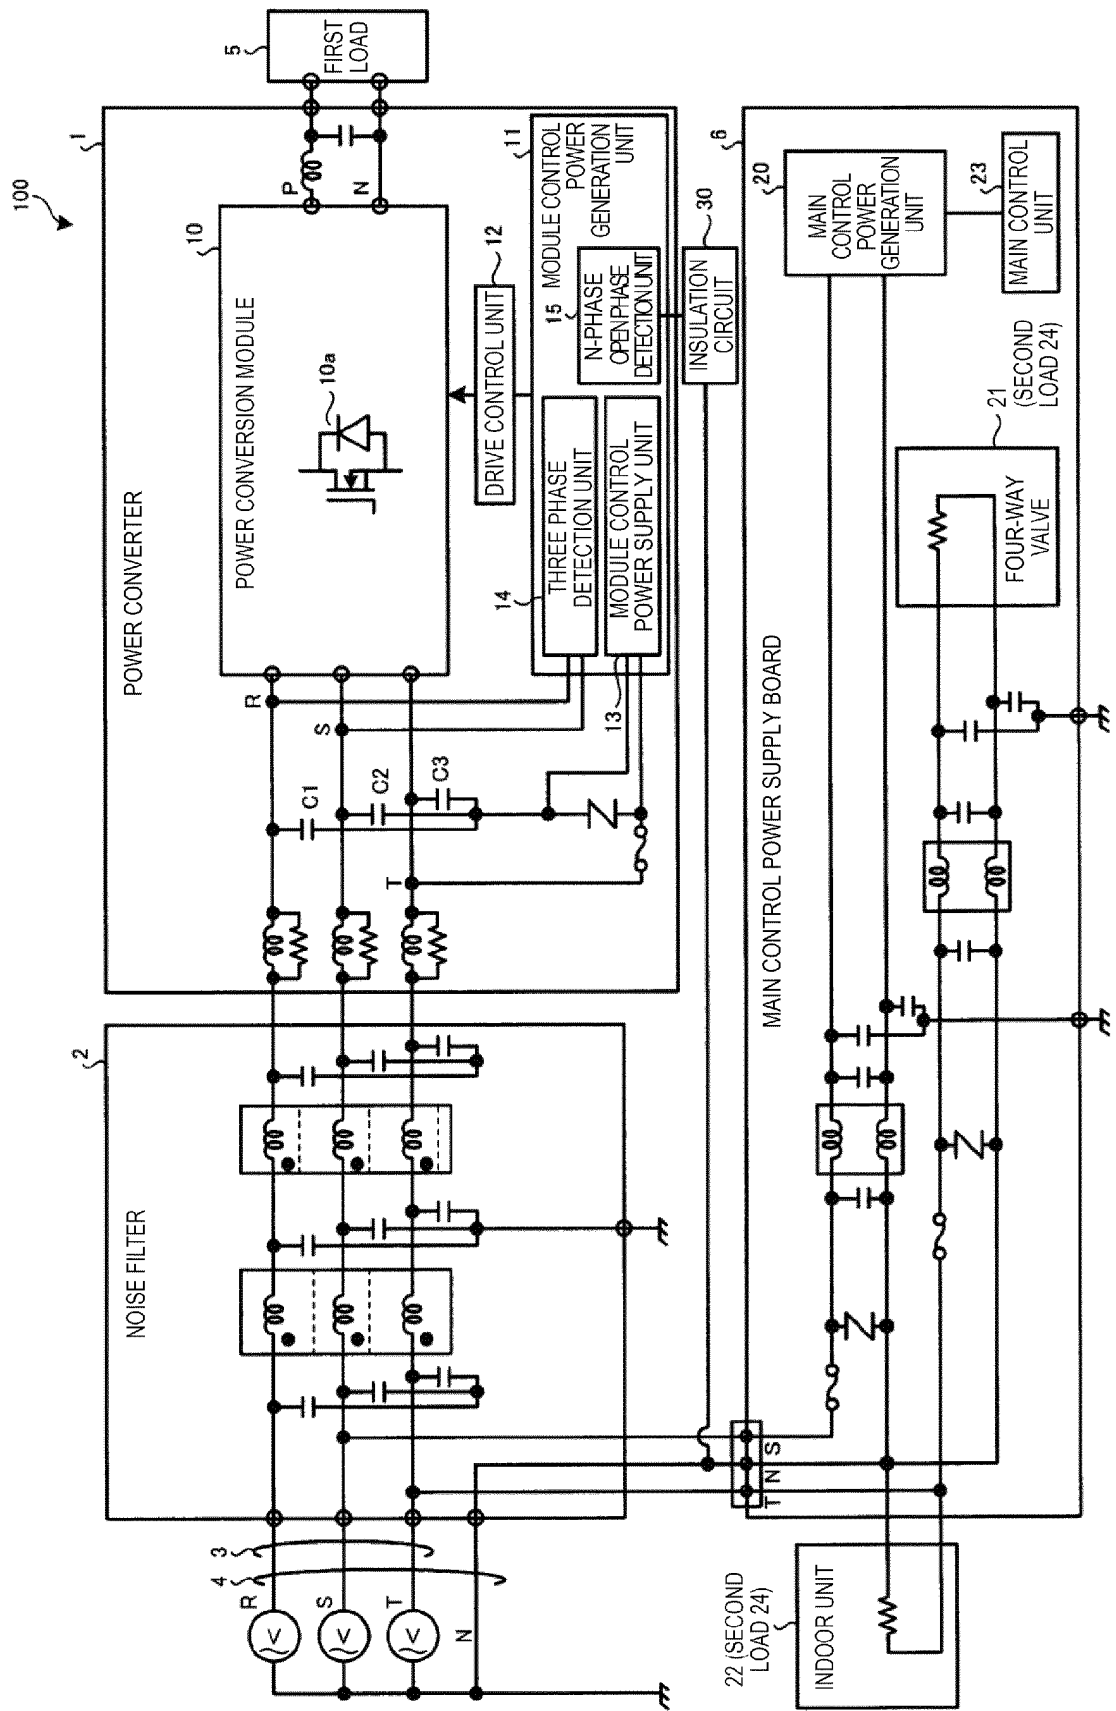 100
5
FIRST
LOAD
1
POWER CONVERTER
P
N
10
POWER CONVERSION MODULE
10a
12
DRIVE CONTROL UNIT
11
MODULE CONTROL
POWER
GENERATION
UNIT
15
N-PHASE
OPEN PHASE
DETECTION UNIT
14
THREE PHASE
DETECTION UNIT
13
MODULE CONTROL
POWER SUPPLY UNIT
30
INSULATION
CIRCUIT
R
S
T
C1
C2
C3
2
NOISE FILTER
3
4
R
S
T
N
6
MAIN CONTROL POWER SUPPLY BOARD
20
MAIN
CONTROL
POWER
GENERATION
UNIT
23
MAIN CONTROL
UNIT
21
(SECOND
LOAD 24)
FOUR-WAY
VALVE
T N S
22 (SECOND
LOAD 24)
INDOOR UNIT